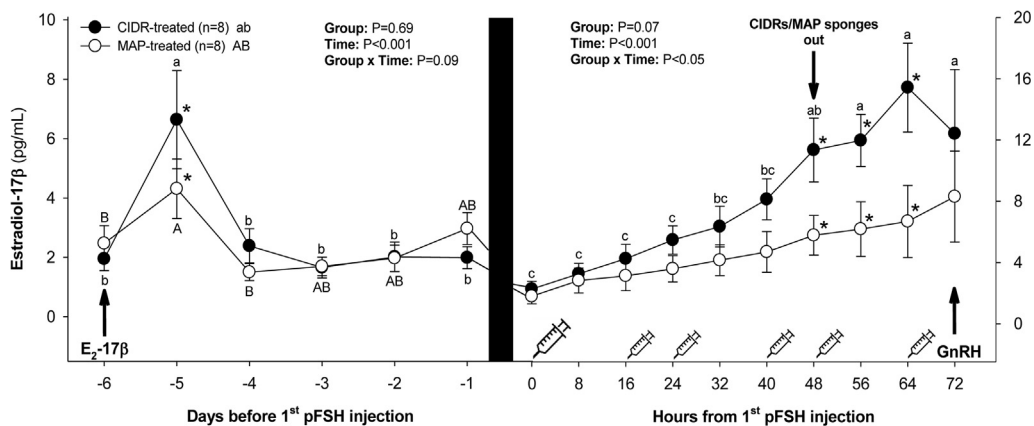 CIDR-treated (n=8) ab
MAP-treated (n=8) AB
Group: P=0.69
Time: P<0.001
Group x Time: P=0.09
Group: P=0.07
Time: P<0.001
Group x Time: P<0.05
CIDRs/MAP sponges
out
Estradiol-17β (pg/mL)
10
8
6
4
2
0
20
16
12
8
4
0
B
b
a
*
*
A
b
B
b
AB
b
AB
AB
b
c
c
c
c
bc
bc
ab
*
*
a
*
*
a
*
*
a
E2-17β
GnRH
-6
-5
-4
-3
-2
-1
0
8
16
24
32
40
48
56
64
72
Days before 1st pFSH injection
Hours from 1st pFSH injection